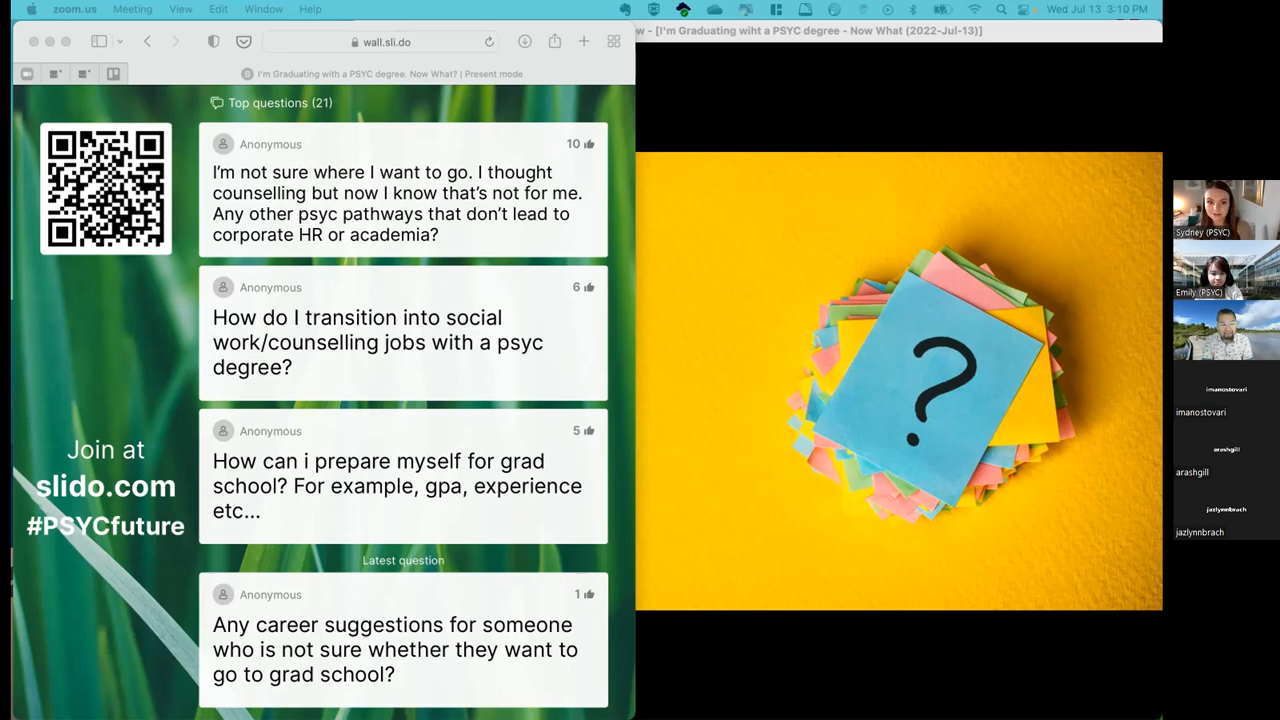 zoom.us Meeting View Edit Window Help Wed Jul 13 3:10 PM
w - [I'm Graduating wiht a PSYC degree - Now What (2022-Jul-13)]
wall.sli.do
I'm Graduating with a PSYC degree. Now What? | Present mode
Top questions (21)
Anonymous 10
I'm not sure where I want to go. I thought
counselling but now I know that's not for me.
Any other psyc pathways that don't lead to
corporate HR or academia?
Anonymous 6
How do I transition into social
work/counselling jobs with a psyc
degree?
Anonymous 5
How can i prepare myself for grad
school? For example, gpa, experience
etc...
Join at
slido.com
#PSYCfuture
Latest question
Anonymous 1
Any career suggestions for someone
who is not sure whether they want to
go to grad school?
?
Sydney (PSYC)
Emily (PSYC)
imanostovari
imanostovari
arashgill
arashgill
jazlynnbrach
jazlynnbrach